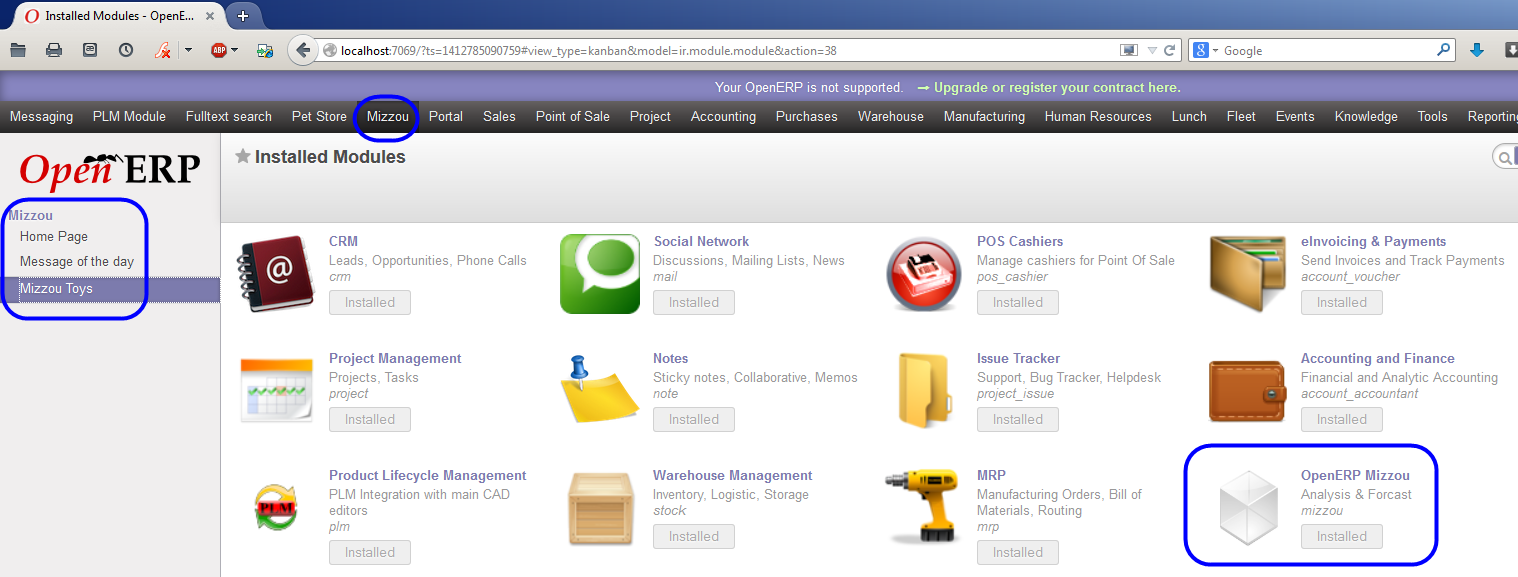 Installed Modules - OpenE...
localhost:7069/?ts=1412785090759#view_type=kanban&model=ir.module.module&action=38
Google
ABP
Your OpenERP is not supported. → Upgrade or register your contract here.
Messaging PLM Module Fulltext search Pet Store Mizzou Portal Sales Point of Sale Project Accounting Purchases Warehouse Manufacturing Human Resources Lunch Fleet Events Knowledge Tools Reporting
Open ERP
Installed Modules
Mizzou
Home Page
Message of the day
Mizzou Toys
CRM
Leads, Opportunities, Phone Calls
crm
Installed
Social Network
Discussions, Mailing Lists, News
mail
Installed
POS Cashiers
Manage cashiers for Point Of Sale
pos_cashier
Installed
eInvoicing & Payments
Send Invoices and Track Payments
account_voucher
Installed
Project Management
Projects, Tasks
project
Installed
Notes
Sticky notes, Collaborative, Memos
note
Installed
Issue Tracker
Support, Bug Tracker, Helpdesk
project_issue
Installed
Accounting and Finance
Financial and Analytic Accounting
account_accountant
Installed
PLM
Product Lifecycle Management
PLM Integration with main CAD
editors
plm
Installed
Warehouse Management
Inventory, Logistic, Storage
stock
Installed
MRP
Manufacturing Orders, Bill of
Materials, Routing
mrp
Installed
OpenERP Mizzou
Analysis & Forcast
mizzou
Installed